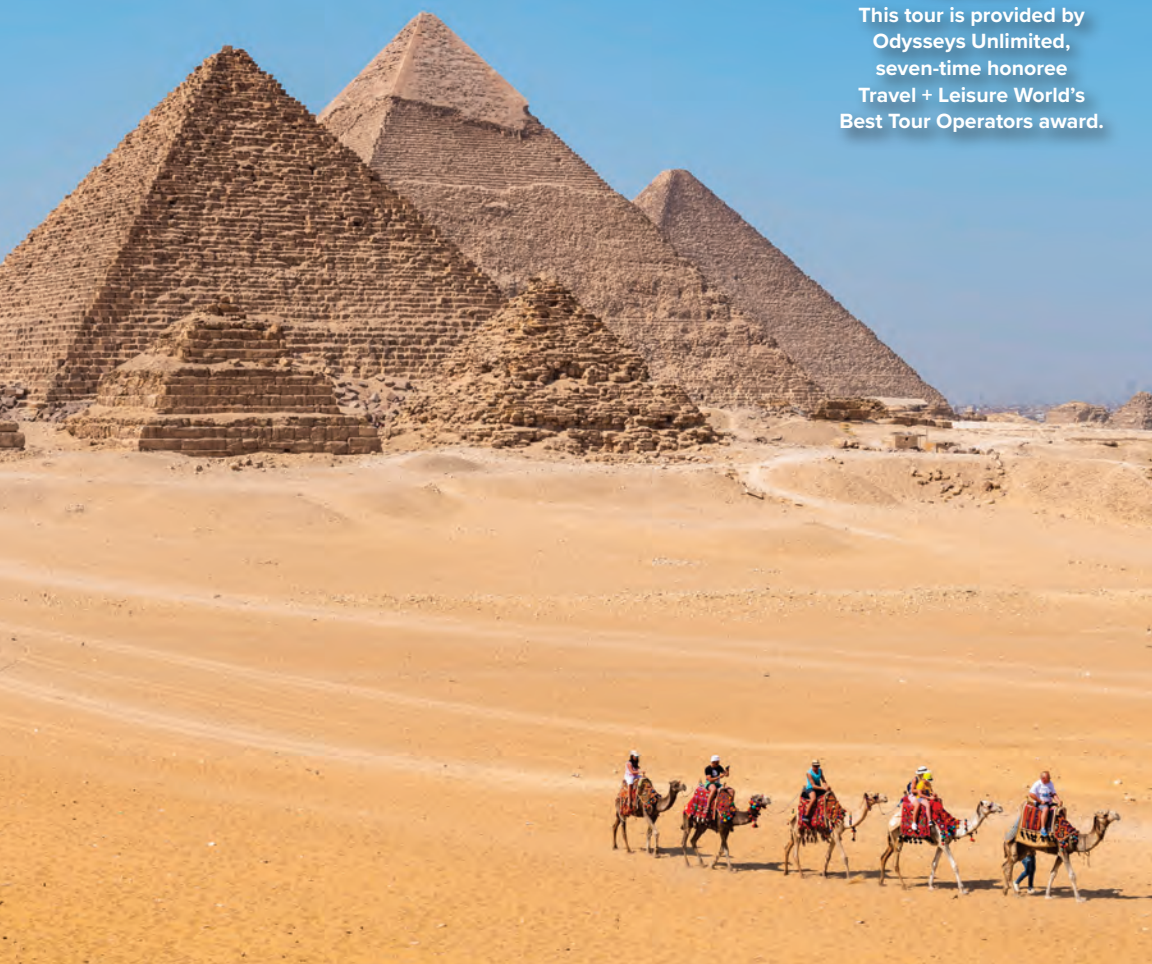 This tour is provided by
Odysseys Unlimited,
seven-time honoree
Travel + Leisure World’s
Best Tour Operators award.